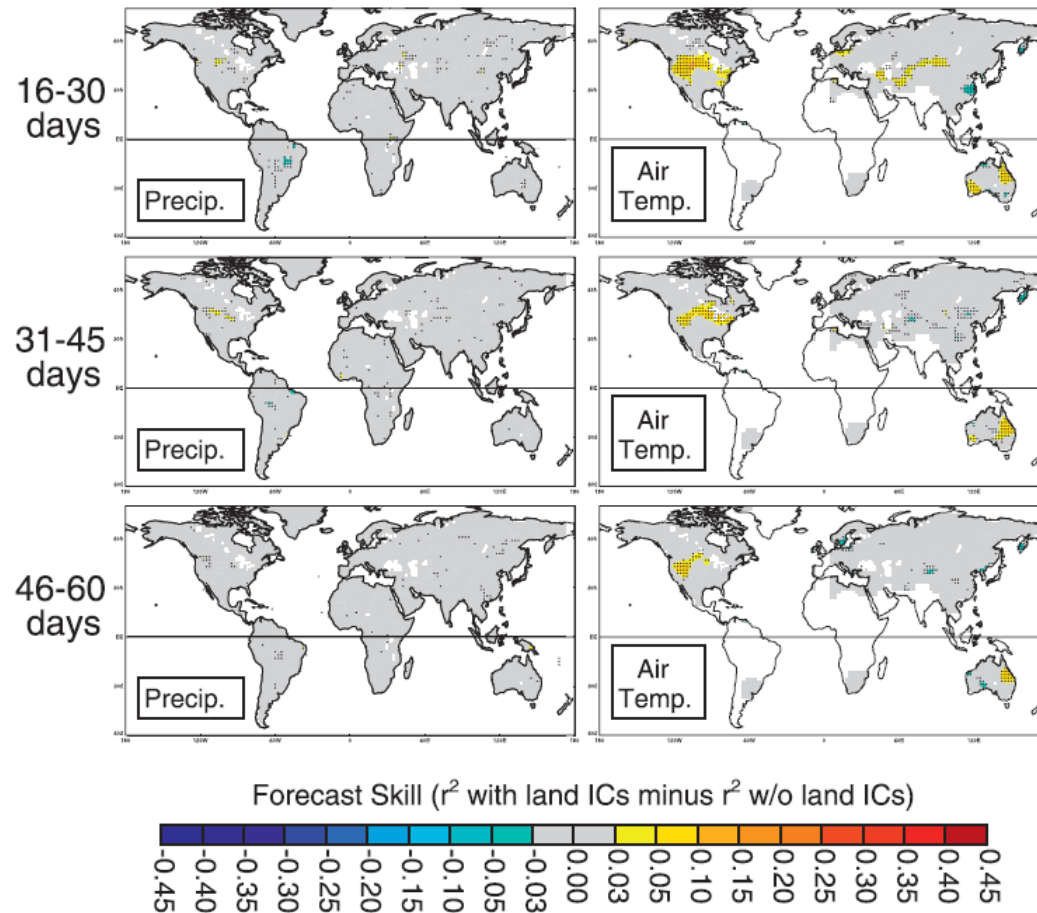 16-30
days
Precip.
Air
Temp.
31-45
days
Precip.
Air
Temp.
46-60
days
Precip.
Air
Temp.
Forecast Skill (r² with land ICs minus r² w/o land ICs)
-0.45 -0.40 -0.30 -0.25 -0.20 -0.15 -0.10 -0.05 -0.03 0.00 0.03 0.05 0.10 0.15 0.20 0.25 0.30 0.35 0.40 0.45